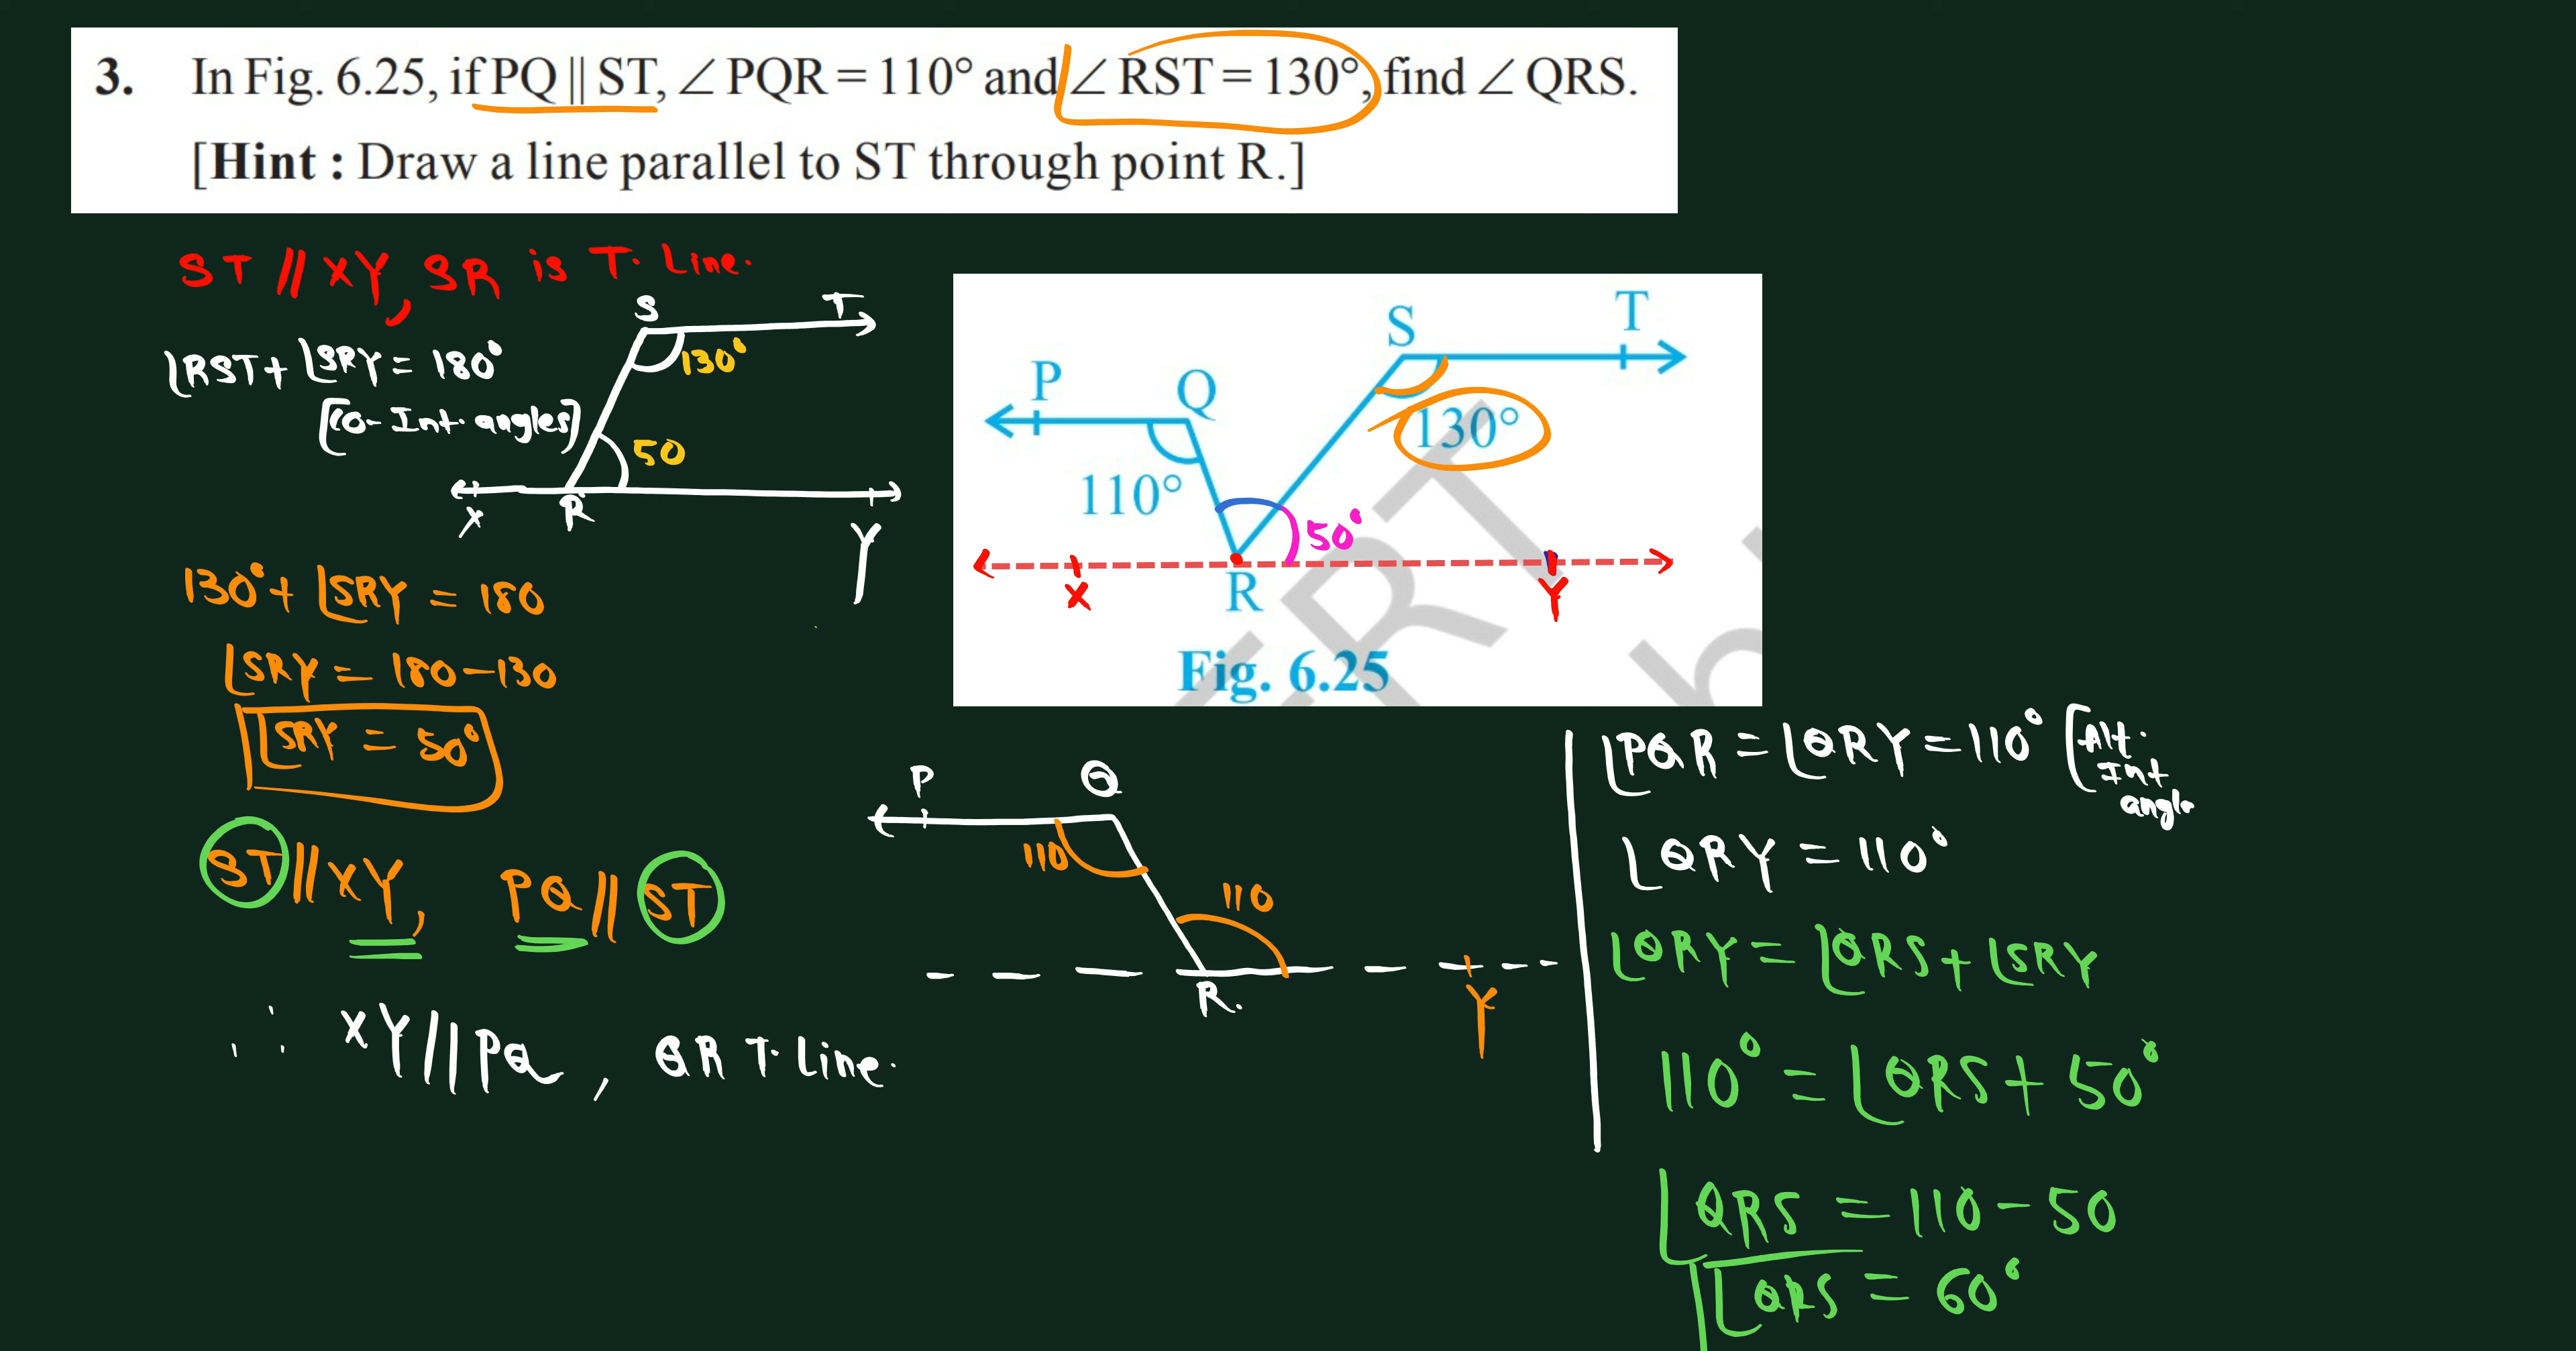 3. In Fig. 6.25, if PQ || ST, ∠ PQR = 110° and ∠ RST = 130°, find ∠ QRS.
[Hint : Draw a line parallel to ST through point R.]
ST || XY, SR is T. Line.
∠RST + ∠SRY = 180°
[Co-Int. angles]
S T
130°
50
X R Y
130° + ∠SRY = 180
∠SRY = 180 - 130
∠SRY = 50°
ST || XY, PQ || ST
∴ XY || PQ, QR T. Line.
P Q S T
110° 130°
50°
X R Y
Fig. 6.25
P Q
110
110
R. Y
∠PQR = ∠QRY = 110° [Alt.
Int
angle
∠QRY = 110°
∠QRY = ∠QRS + ∠SRY
110° = ∠QRS + 50°
∠QRS = 110 - 50
∠QRS = 60°